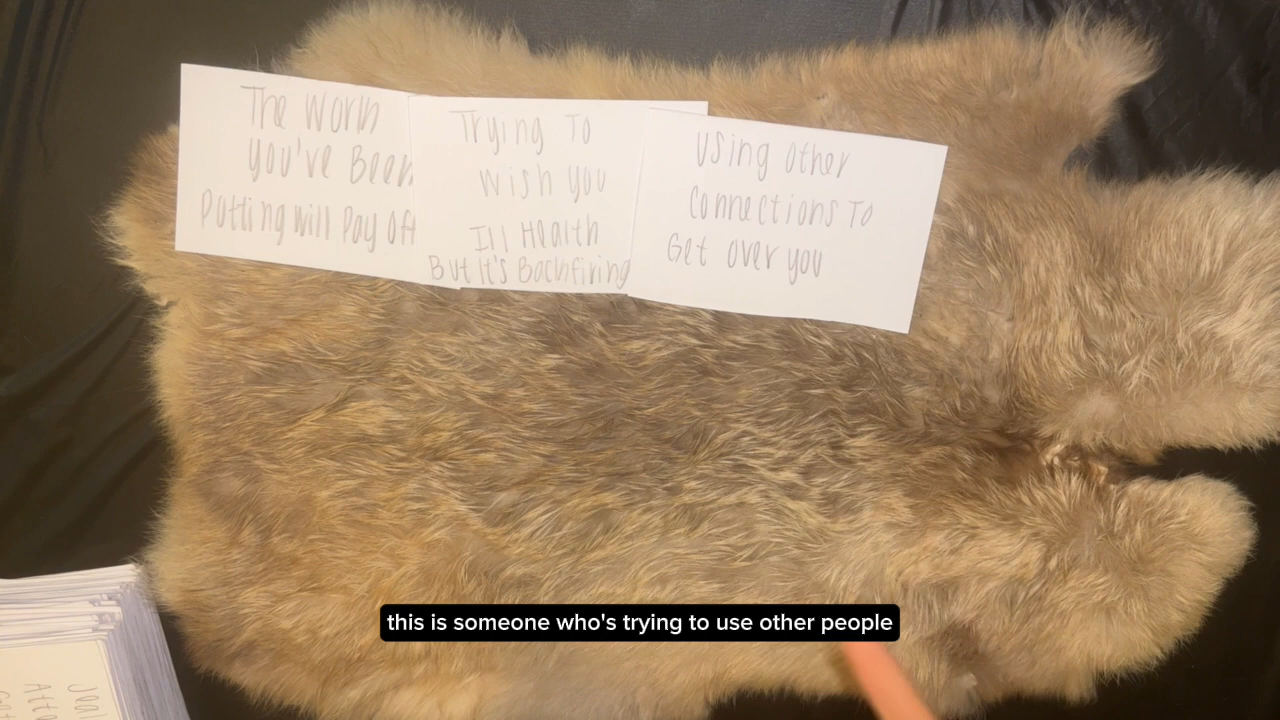 The Work
You've Been
Putting Will Pay Off
Trying To
Wish You
Ill Health
But It's Backfiring
Using Other
Connections To
Get Over You
this is someone who's trying to use other people